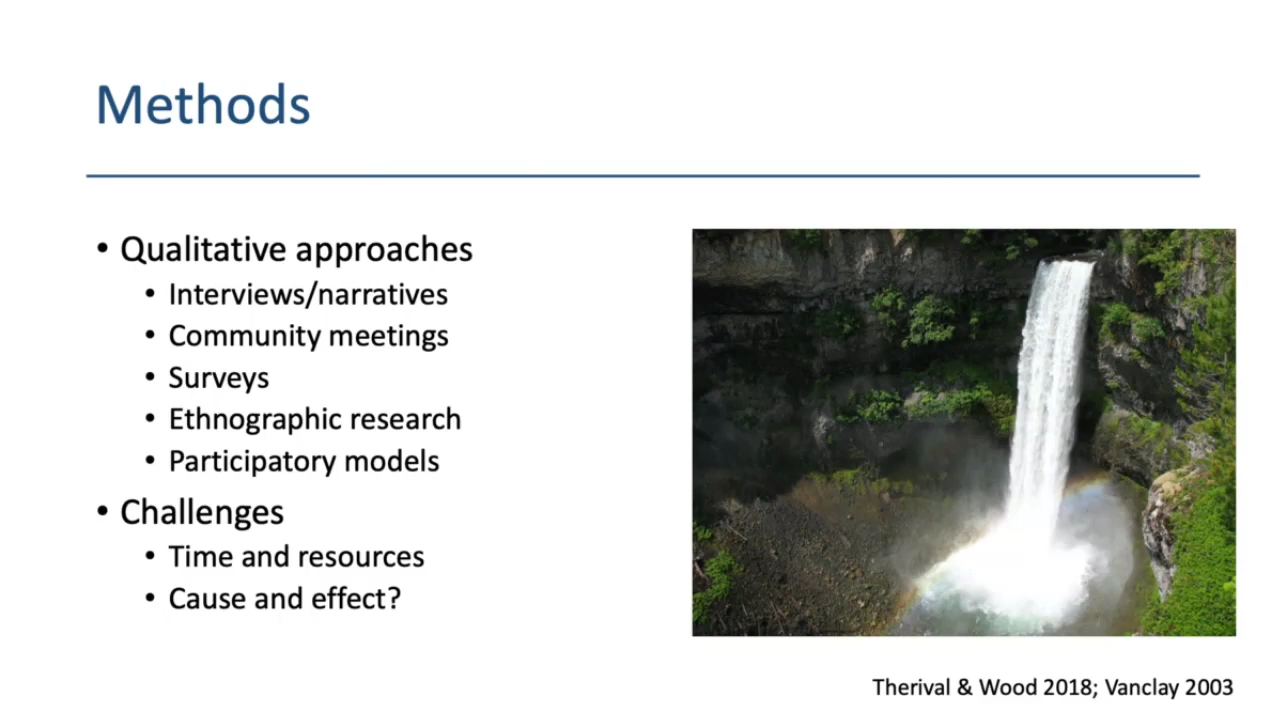 Methods
• Qualitative approaches
• Interviews/narratives
• Community meetings
• Surveys
• Ethnographic research
• Participatory models
• Challenges
• Time and resources
• Cause and effect?
Therival & Wood 2018; Vanclay 2003